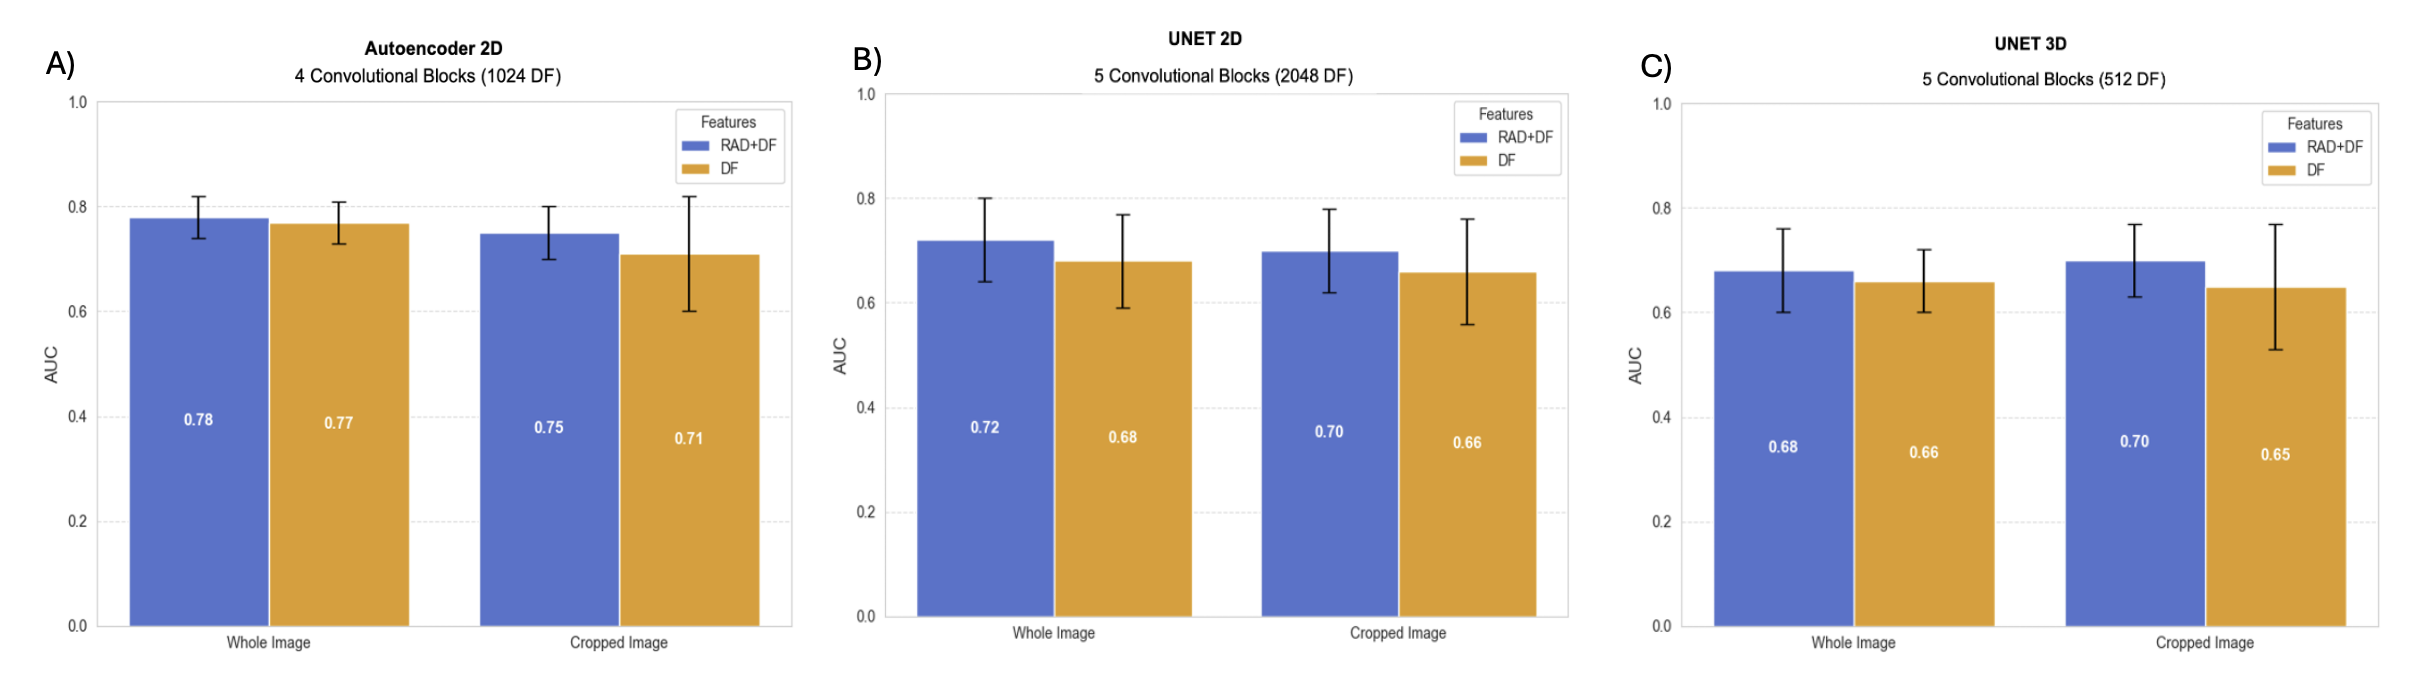 A)
Autoencoder 2D
4 Convolutional Blocks (1024 DF)
1.0
0.8
0.6
0.4
0.2
0.0
AUC
Features
RAD+DF
DF
0.78
0.77
0.75
0.71
Whole Image
Cropped Image
B)
UNET 2D
5 Convolutional Blocks (2048 DF)
1.0
0.8
0.6
0.4
0.2
0.0
AUC
Features
RAD+DF
DF
0.72
0.68
0.70
0.66
Whole Image
Cropped Image
C)
UNET 3D
5 Convolutional Blocks (512 DF)
1.0
0.8
0.6
0.4
0.2
0.0
AUC
Features
RAD+DF
DF
0.68
0.66
0.70
0.65
Whole Image
Cropped Image